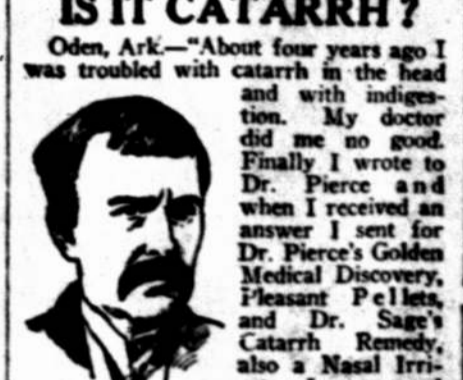 IS IT CATARRH?
Oden, Ark.—"About four years ago I
was troubled with catarrh in the head
and with indiges-
tion. My doctor
did me no good.
Finally I wrote to
Dr. Pierce and
when I received an
answer I sent for
Dr. Pierce's Golden
Medical Discovery,
Pleasant Pellets,
and Dr. Sage's
Catarrh Remedy,
also a Nasal Irri-